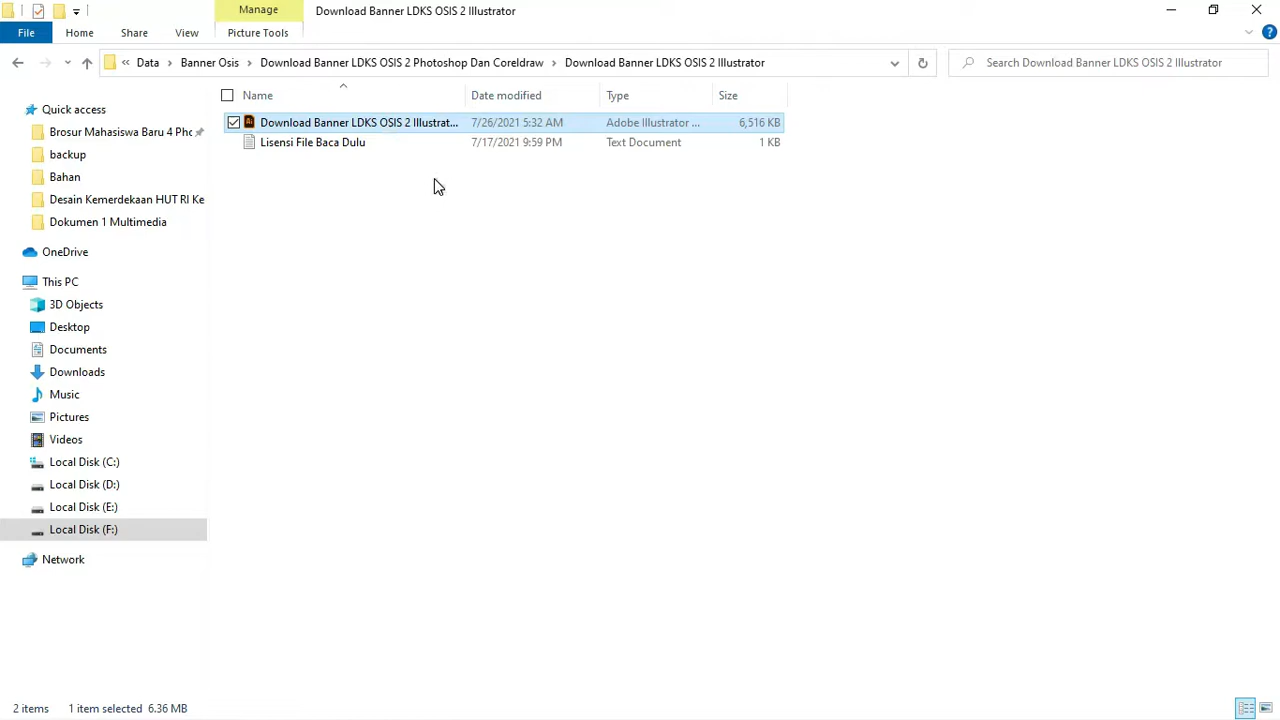 Manage
Download Banner LDKS OSIS 2 Illustrator
File
Home
Share
View
Picture Tools
« Data > Banner Osis > Download Banner LDKS OSIS 2 Photoshop Dan Coreldraw > Download Banner LDKS OSIS 2 Illustrator
Search Download Banner LDKS OSIS 2 Illustrator
Name
Date modified
Type
Size
Download Banner LDKS OSIS 2 Illustrat...
7/26/2021 5:32 AM
Adobe Illustrator ...
6,516 KB
Lisensi File Baca Dulu
7/17/2021 9:59 PM
Text Document
1 KB
Quick access
Brosur Mahasiswa Baru 4 Phc
backup
Bahan
Desain Kemerdekaan HUT RI Ke
Dokumen 1 Multimedia
OneDrive
This PC
3D Objects
Desktop
Documents
Downloads
Music
Pictures
Videos
Local Disk (C:)
Local Disk (D:)
Local Disk (E:)
Local Disk (F:)
Network
2 items
1 item selected 6.36 MB